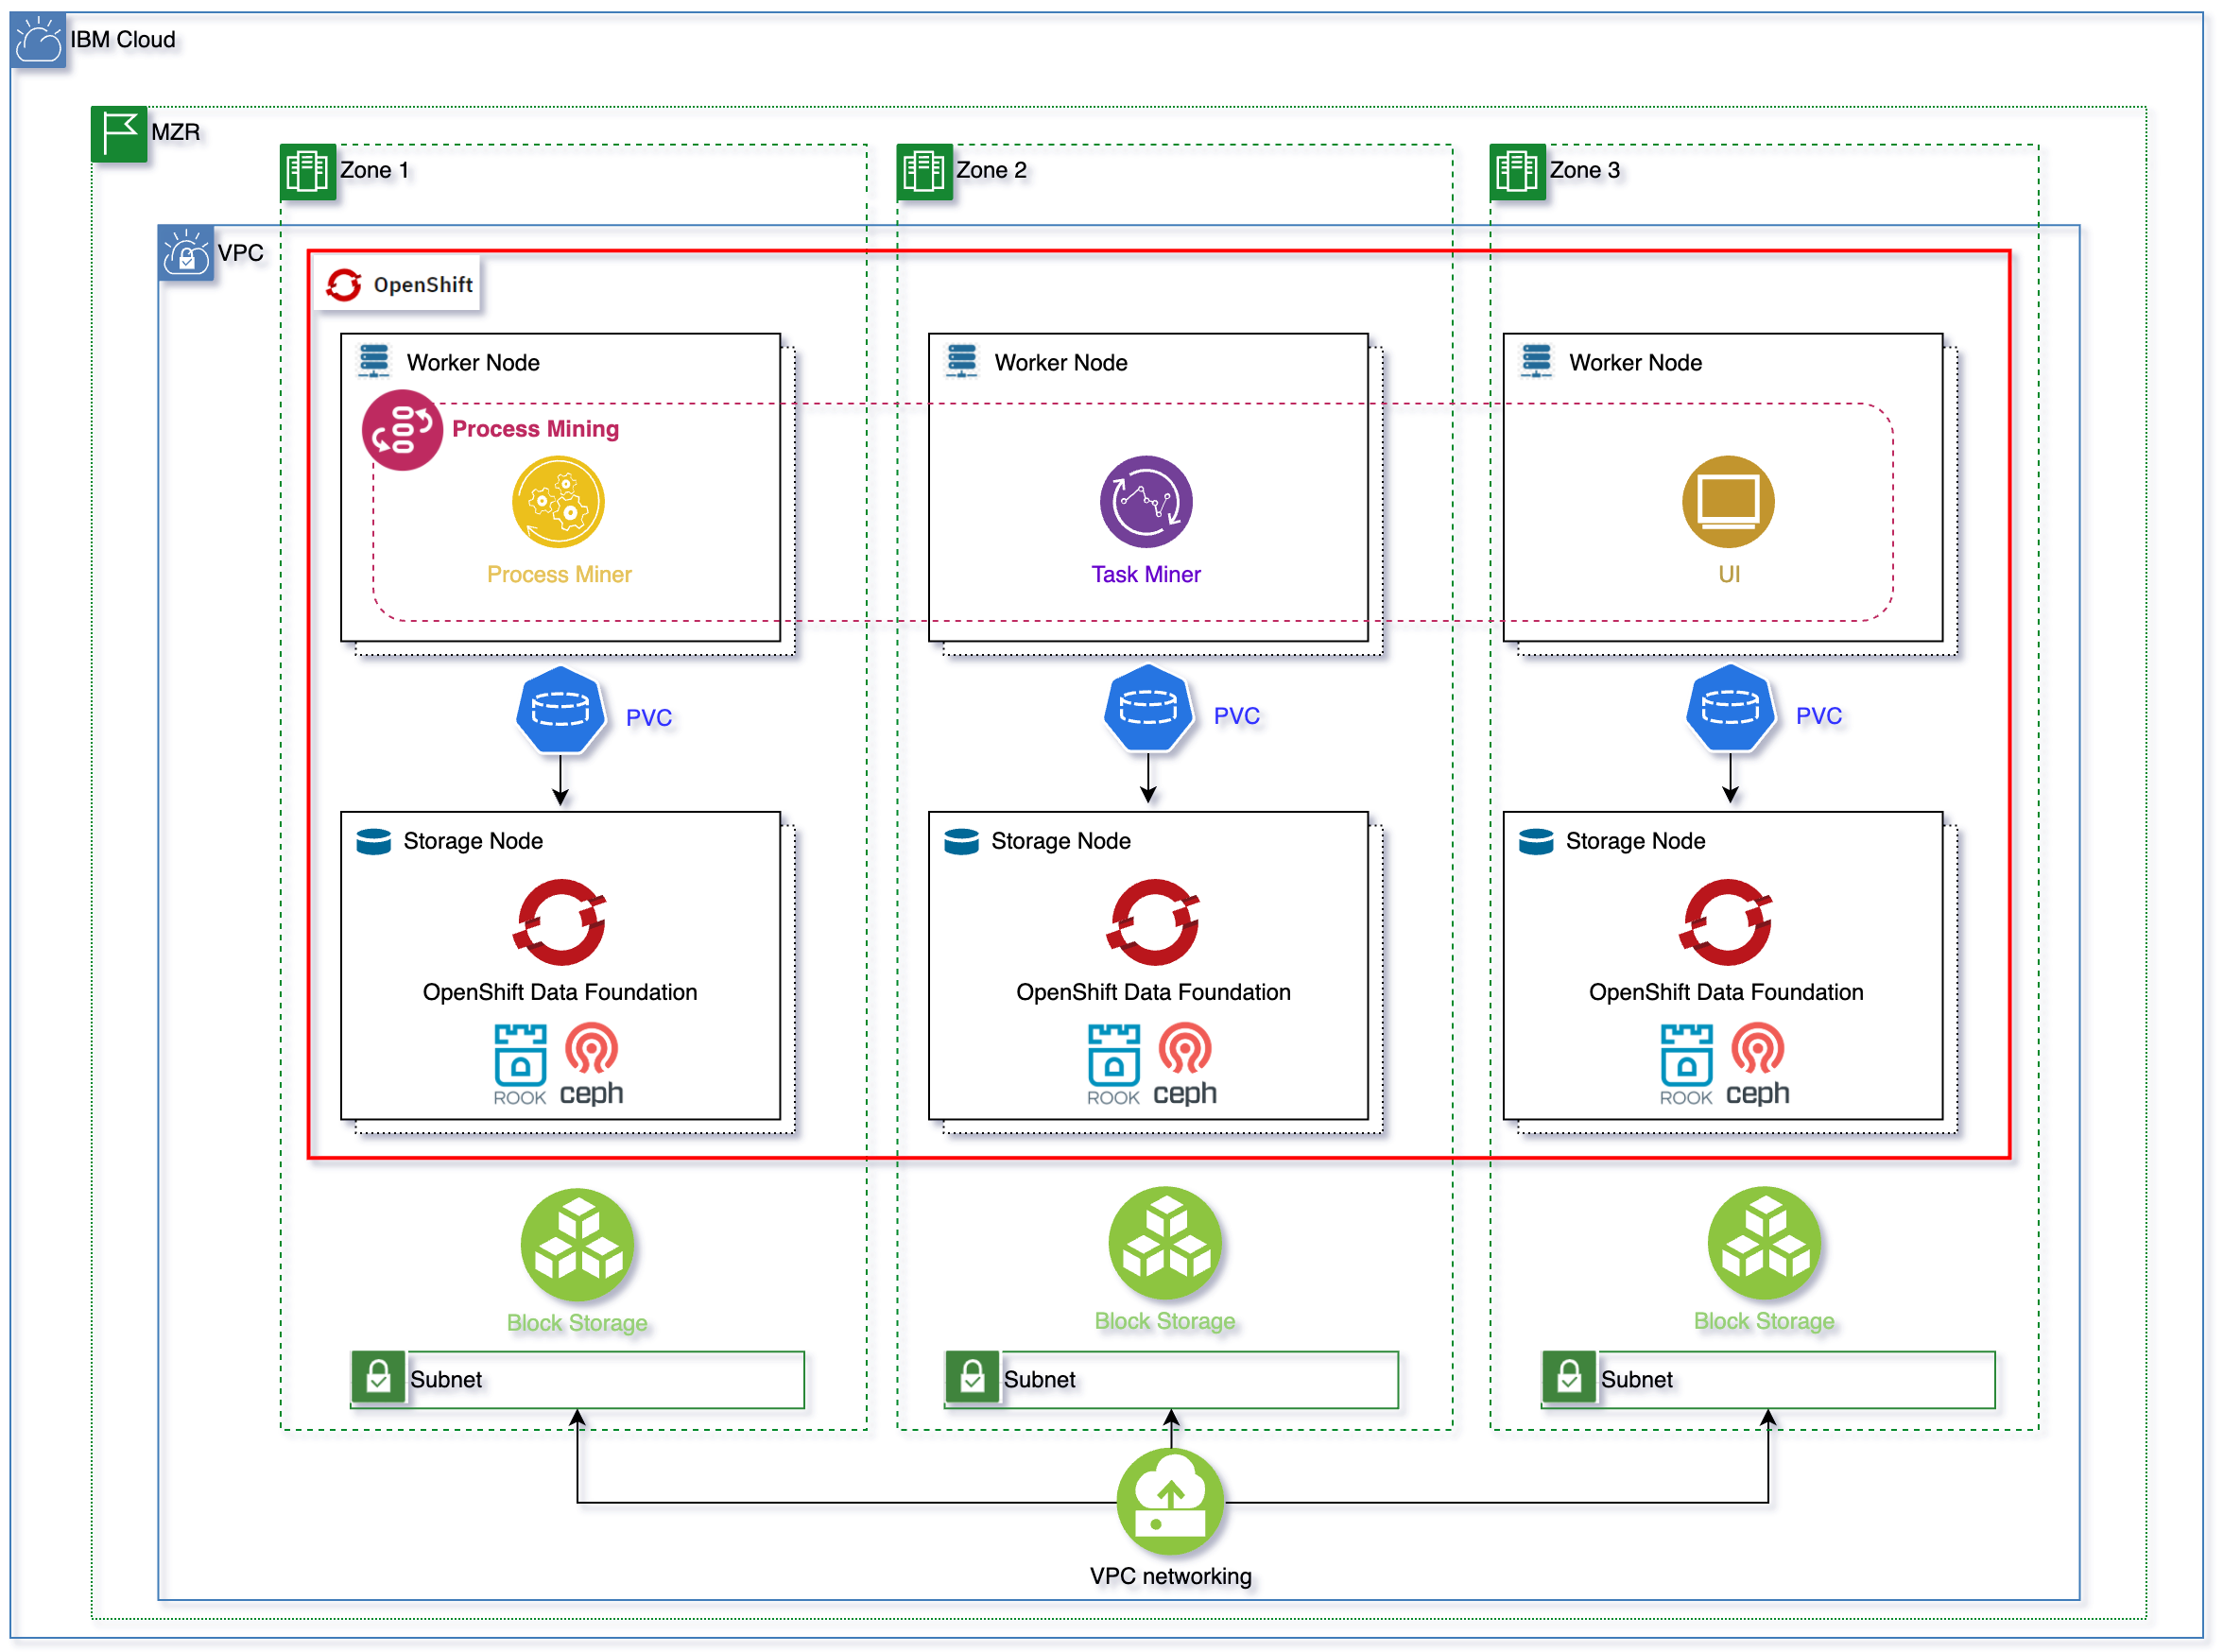 IBM Cloud
MZR
Zone 1
Zone 2
Zone 3
VPC
OpenShift
Worker Node
Worker Node
Worker Node
Process Mining
Process Miner
Task Miner
UI
PVC
PVC
PVC
Storage Node
Storage Node
Storage Node
OpenShift Data Foundation
OpenShift Data Foundation
OpenShift Data Foundation
ROOK ceph
ROOK ceph
ROOK ceph
Block Storage
Block Storage
Block Storage
Subnet
Subnet
Subnet
VPC networking